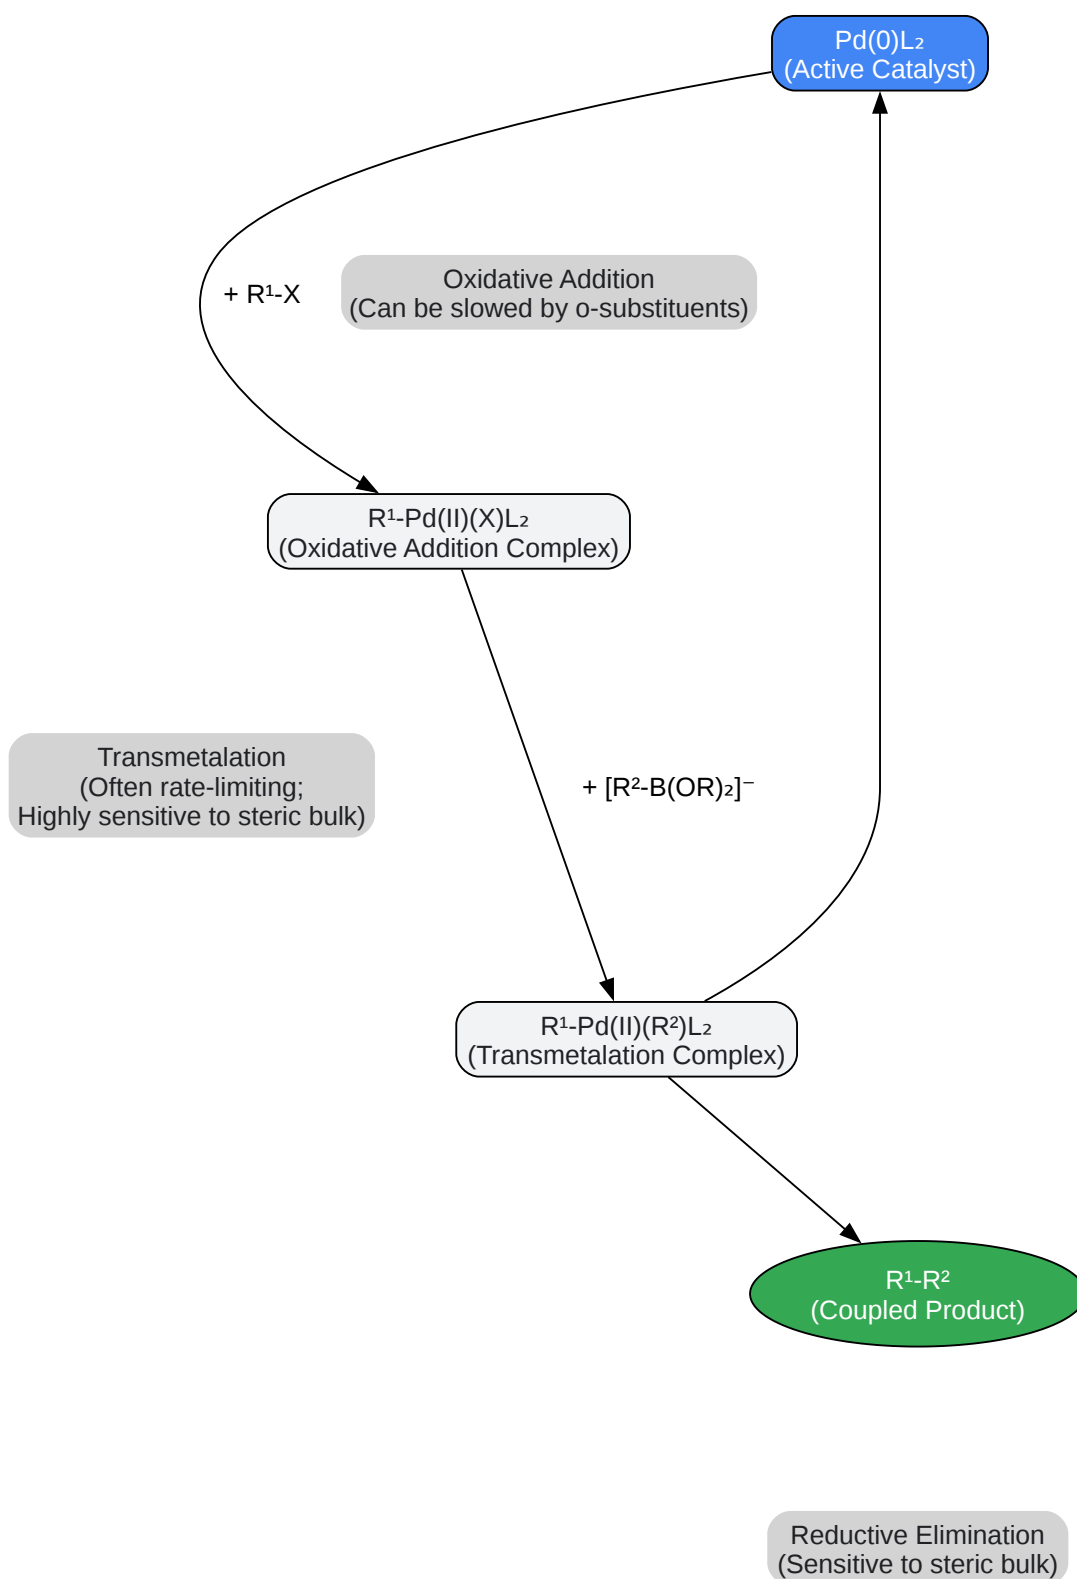 Pd(0)L₂
(Active Catalyst)
+ R¹-X
Oxidative Addition
(Can be slowed by o-substituents)
R¹-Pd(II)(X)L₂
(Oxidative Addition Complex)
Transmetalation
(Often rate-limiting;
Highly sensitive to steric bulk)
+ [R²-B(OR)₂]⁻
R¹-Pd(II)(R²)L₂
(Transmetalation Complex)
R¹-R²
(Coupled Product)
Reductive Elimination
(Sensitive to steric bulk)